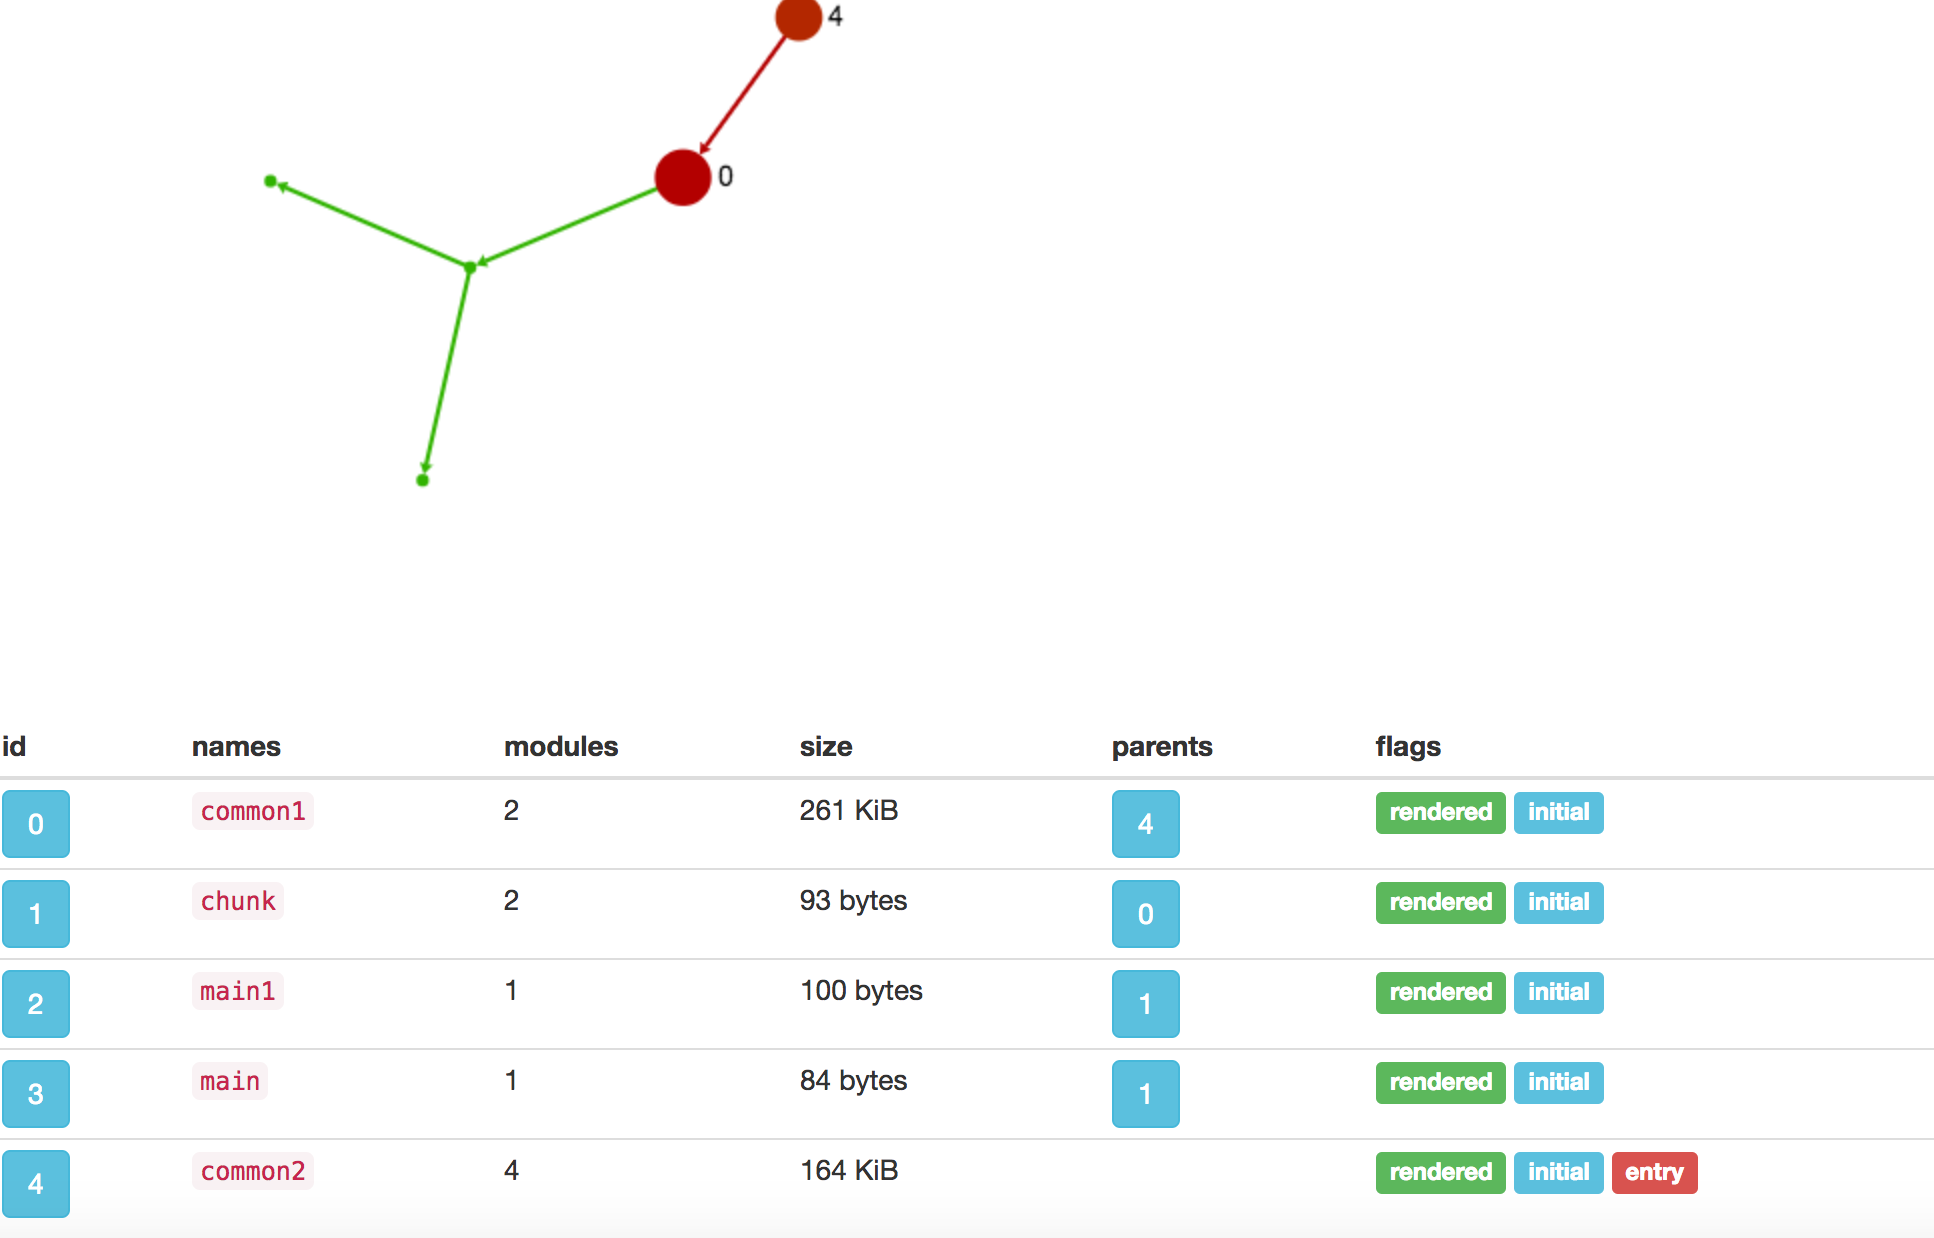 4
0
id names modules size parents flags
0 common1 2 261 KiB 4 rendered initial
1 chunk 2 93 bytes 0 rendered initial
2 main1 1 100 bytes 1 rendered initial
3 main 1 84 bytes 1 rendered initial
4 common2 4 164 KiB rendered initial entry